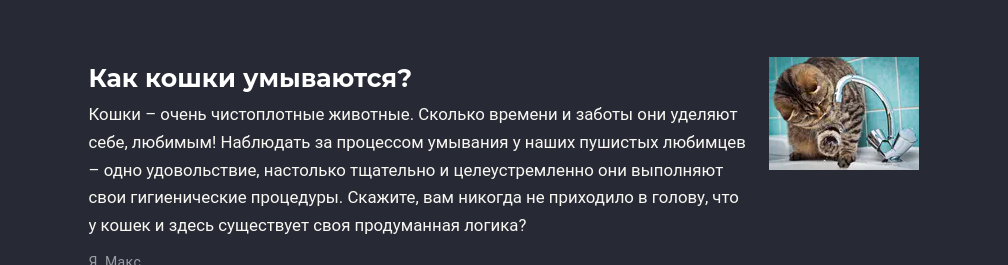 Как кошки умываются?
Кошки – очень чистоплотные животные. Сколько времени и заботы они уделяют
себе, любимым! Наблюдать за процессом умывания у наших пушистых любимцев
– одно удовольствие, настолько тщательно и целеустремленно они выполняют
свои гигиенические процедуры. Скажите, вам никогда не приходило в голову, что
у кошек и здесь существует своя продуманная логика?
Я, Макс